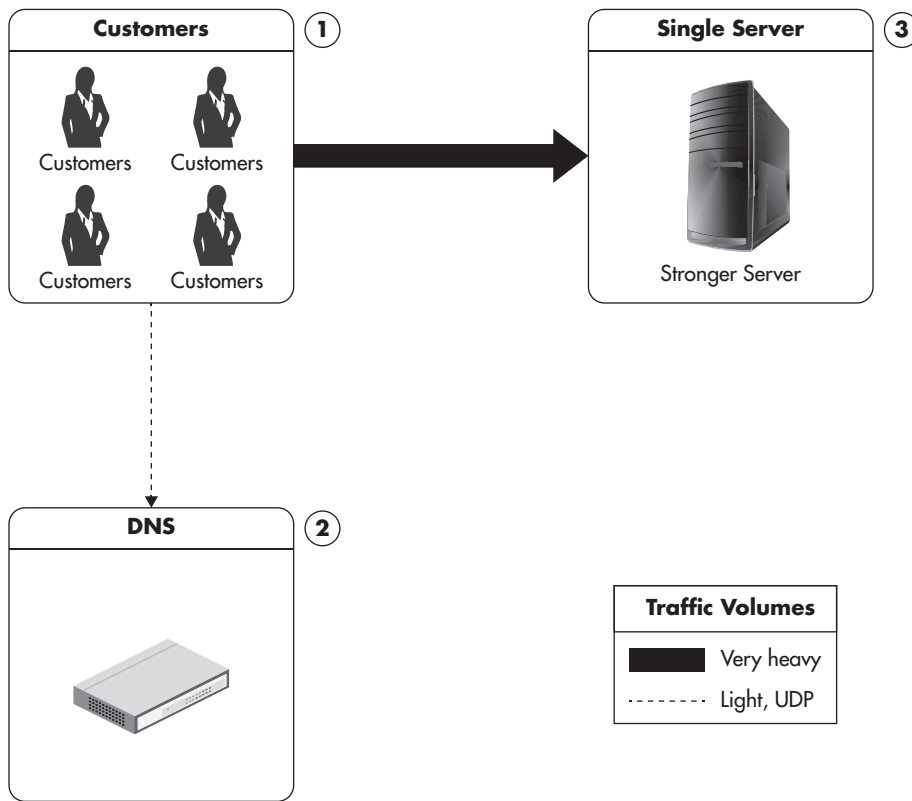 Customers
1
Customers
Customers
Customers
Customers
Single Server
3
Stronger Server
DNS
2
Traffic Volumes
Very heavy
Light, UDP